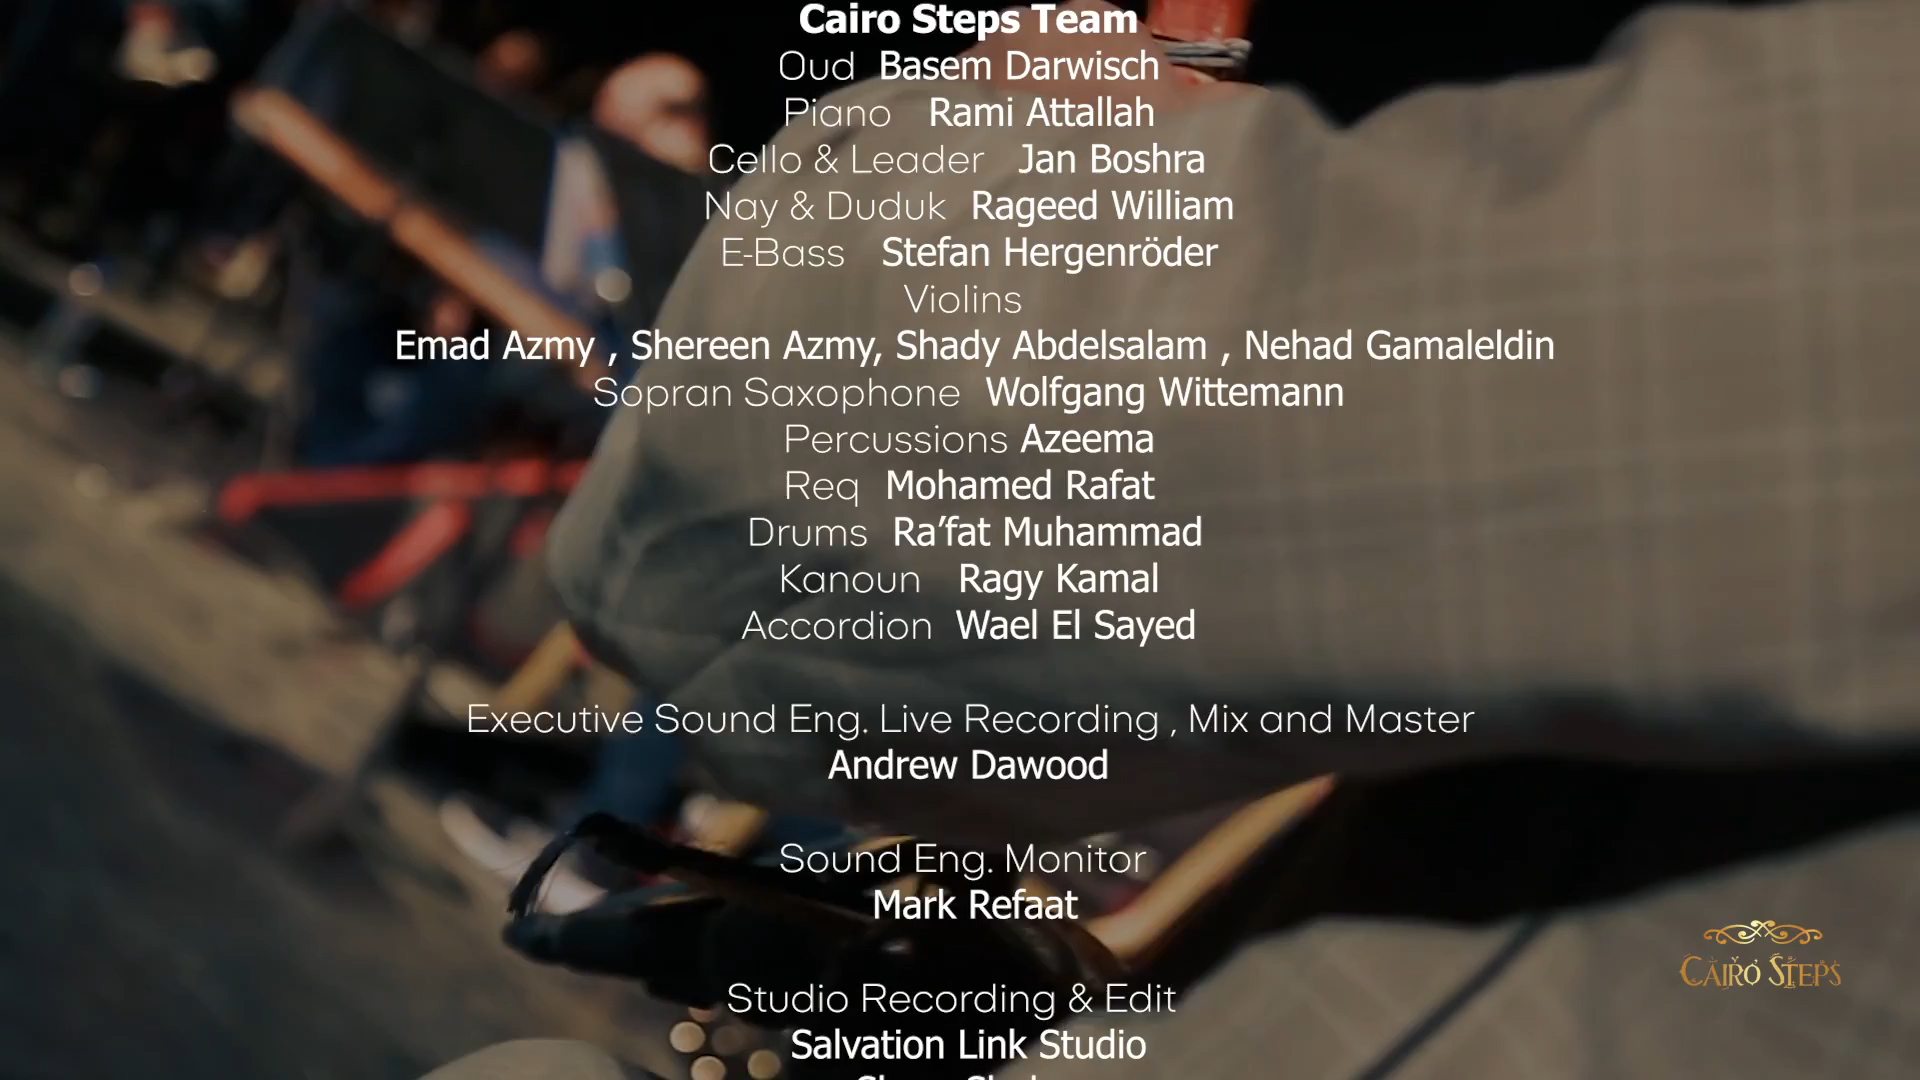 Cairo Steps Team
Oud Basem Darwisch
Piano Rami Attallah
Cello & Leader Jan Boshra
Nay & Duduk Rageed William
E-Bass Stefan Hergenröder
Violins
Emad Azmy , Shereen Azmy, Shady Abdelsalam , Nehad Gamaleldin
Sopran Saxophone Wolfgang Wittemann
Percussions Azeema
Req Mohamed Rafat
Drums Ra’fat Muhammad
Kanoun Ragy Kamal
Accordion Wael El Sayed
Executive Sound Eng. Live Recording , Mix and Master
Andrew Dawood
Sound Eng. Monitor
Mark Refaat
Studio Recording & Edit
Salvation Link Studio
CAIRO STEPS